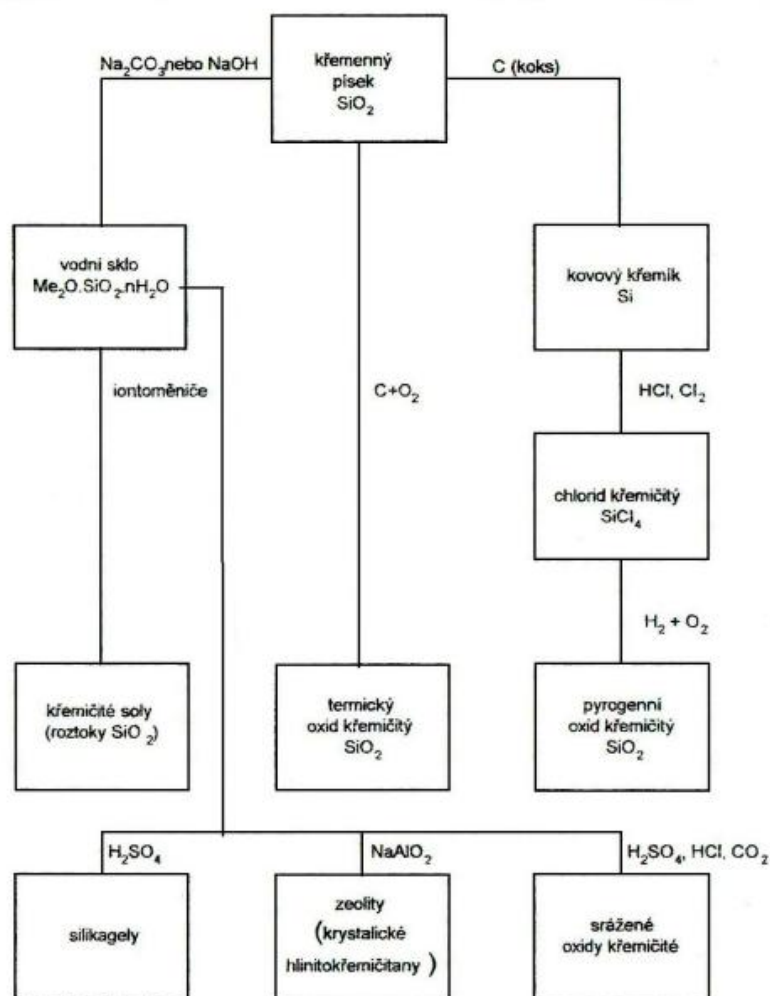 Na₂CO₃nebo NaOH
křemenný
písek
SiO₂
C (koks)
vodní sklo
Me₂O.SiO₂.nH₂O
kovový křemík
Si
iontoměniče
C+O₂
HCl, Cl₂
chlorid křemičitý
SiCl₄
H₂ + O₂
křemičité soly
(roztoky SiO₂)
termický
oxid křemičitý
SiO₂
pyrogenní
oxid křemičitý
SiO₂
H₂SO₄
NaAlO₂
H₂SO₄, HCl, CO₂
silikagely
zeolity
(krystalické
hlinitokřemičitany )
srážené
oxidy křemičité